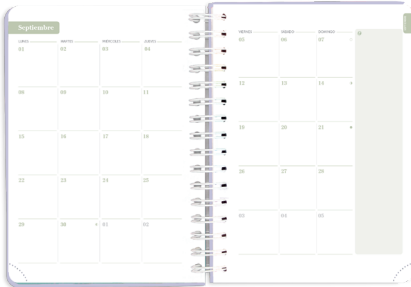 Septiembre
LUNES MARTES MIÉRCOLES JUEVES
01 02 03 04
08 09 10 11
15 16 17 18
22 23 24 25
29 30 01 02
VIERNES SÁBADO DOMINGO
05 06 07
12 13 14
19 20 21
26 27 28
03 04 05